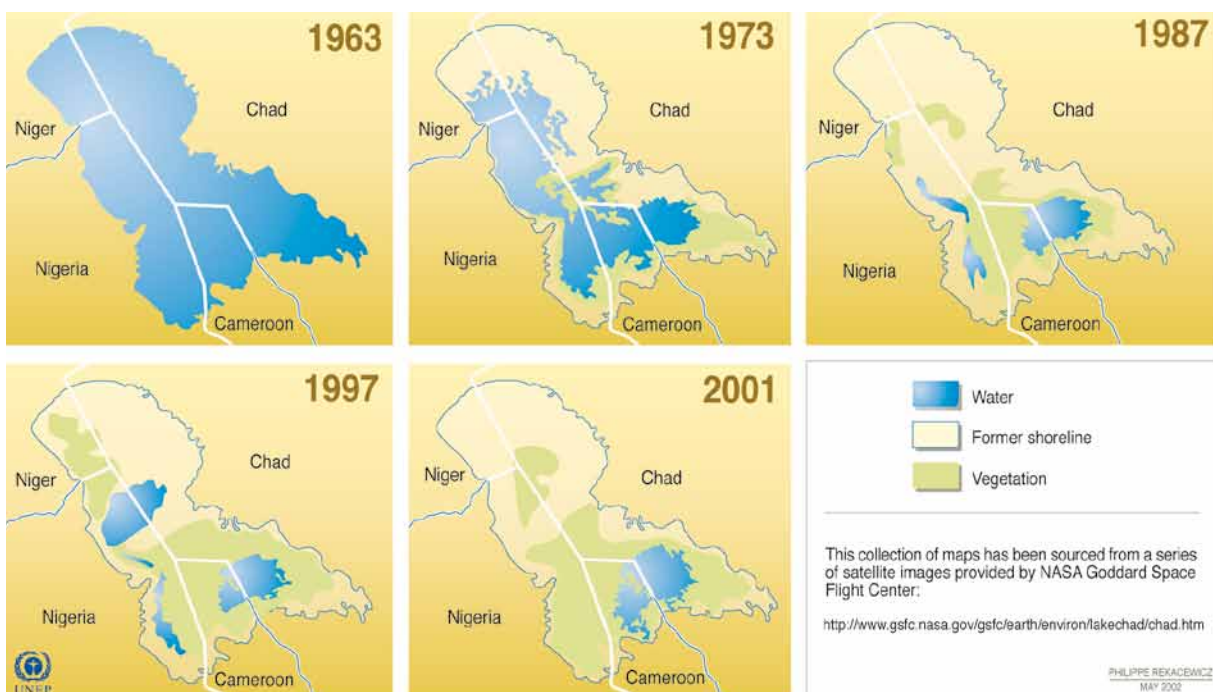 1963
Chad
Niger
Nigeria
Cameroon
1973
Chad
Niger
Nigeria
Cameroon
1987
Chad
Niger
Nigeria
Cameroon
1997
Chad
Niger
Nigeria
Cameroon
UNEP
2001
Chad
Niger
Nigeria
Cameroon
Water
Former shoreline
Vegetation
This collection of maps has been sourced from a series
of satellite images provided by NASA Goddard Space
Flight Center:
http://www.gsfc.nasa.gov/gsfc/earth/environ/lakechad/chad.htm
PHILIPPE REKACEWICZ
MAY 2002